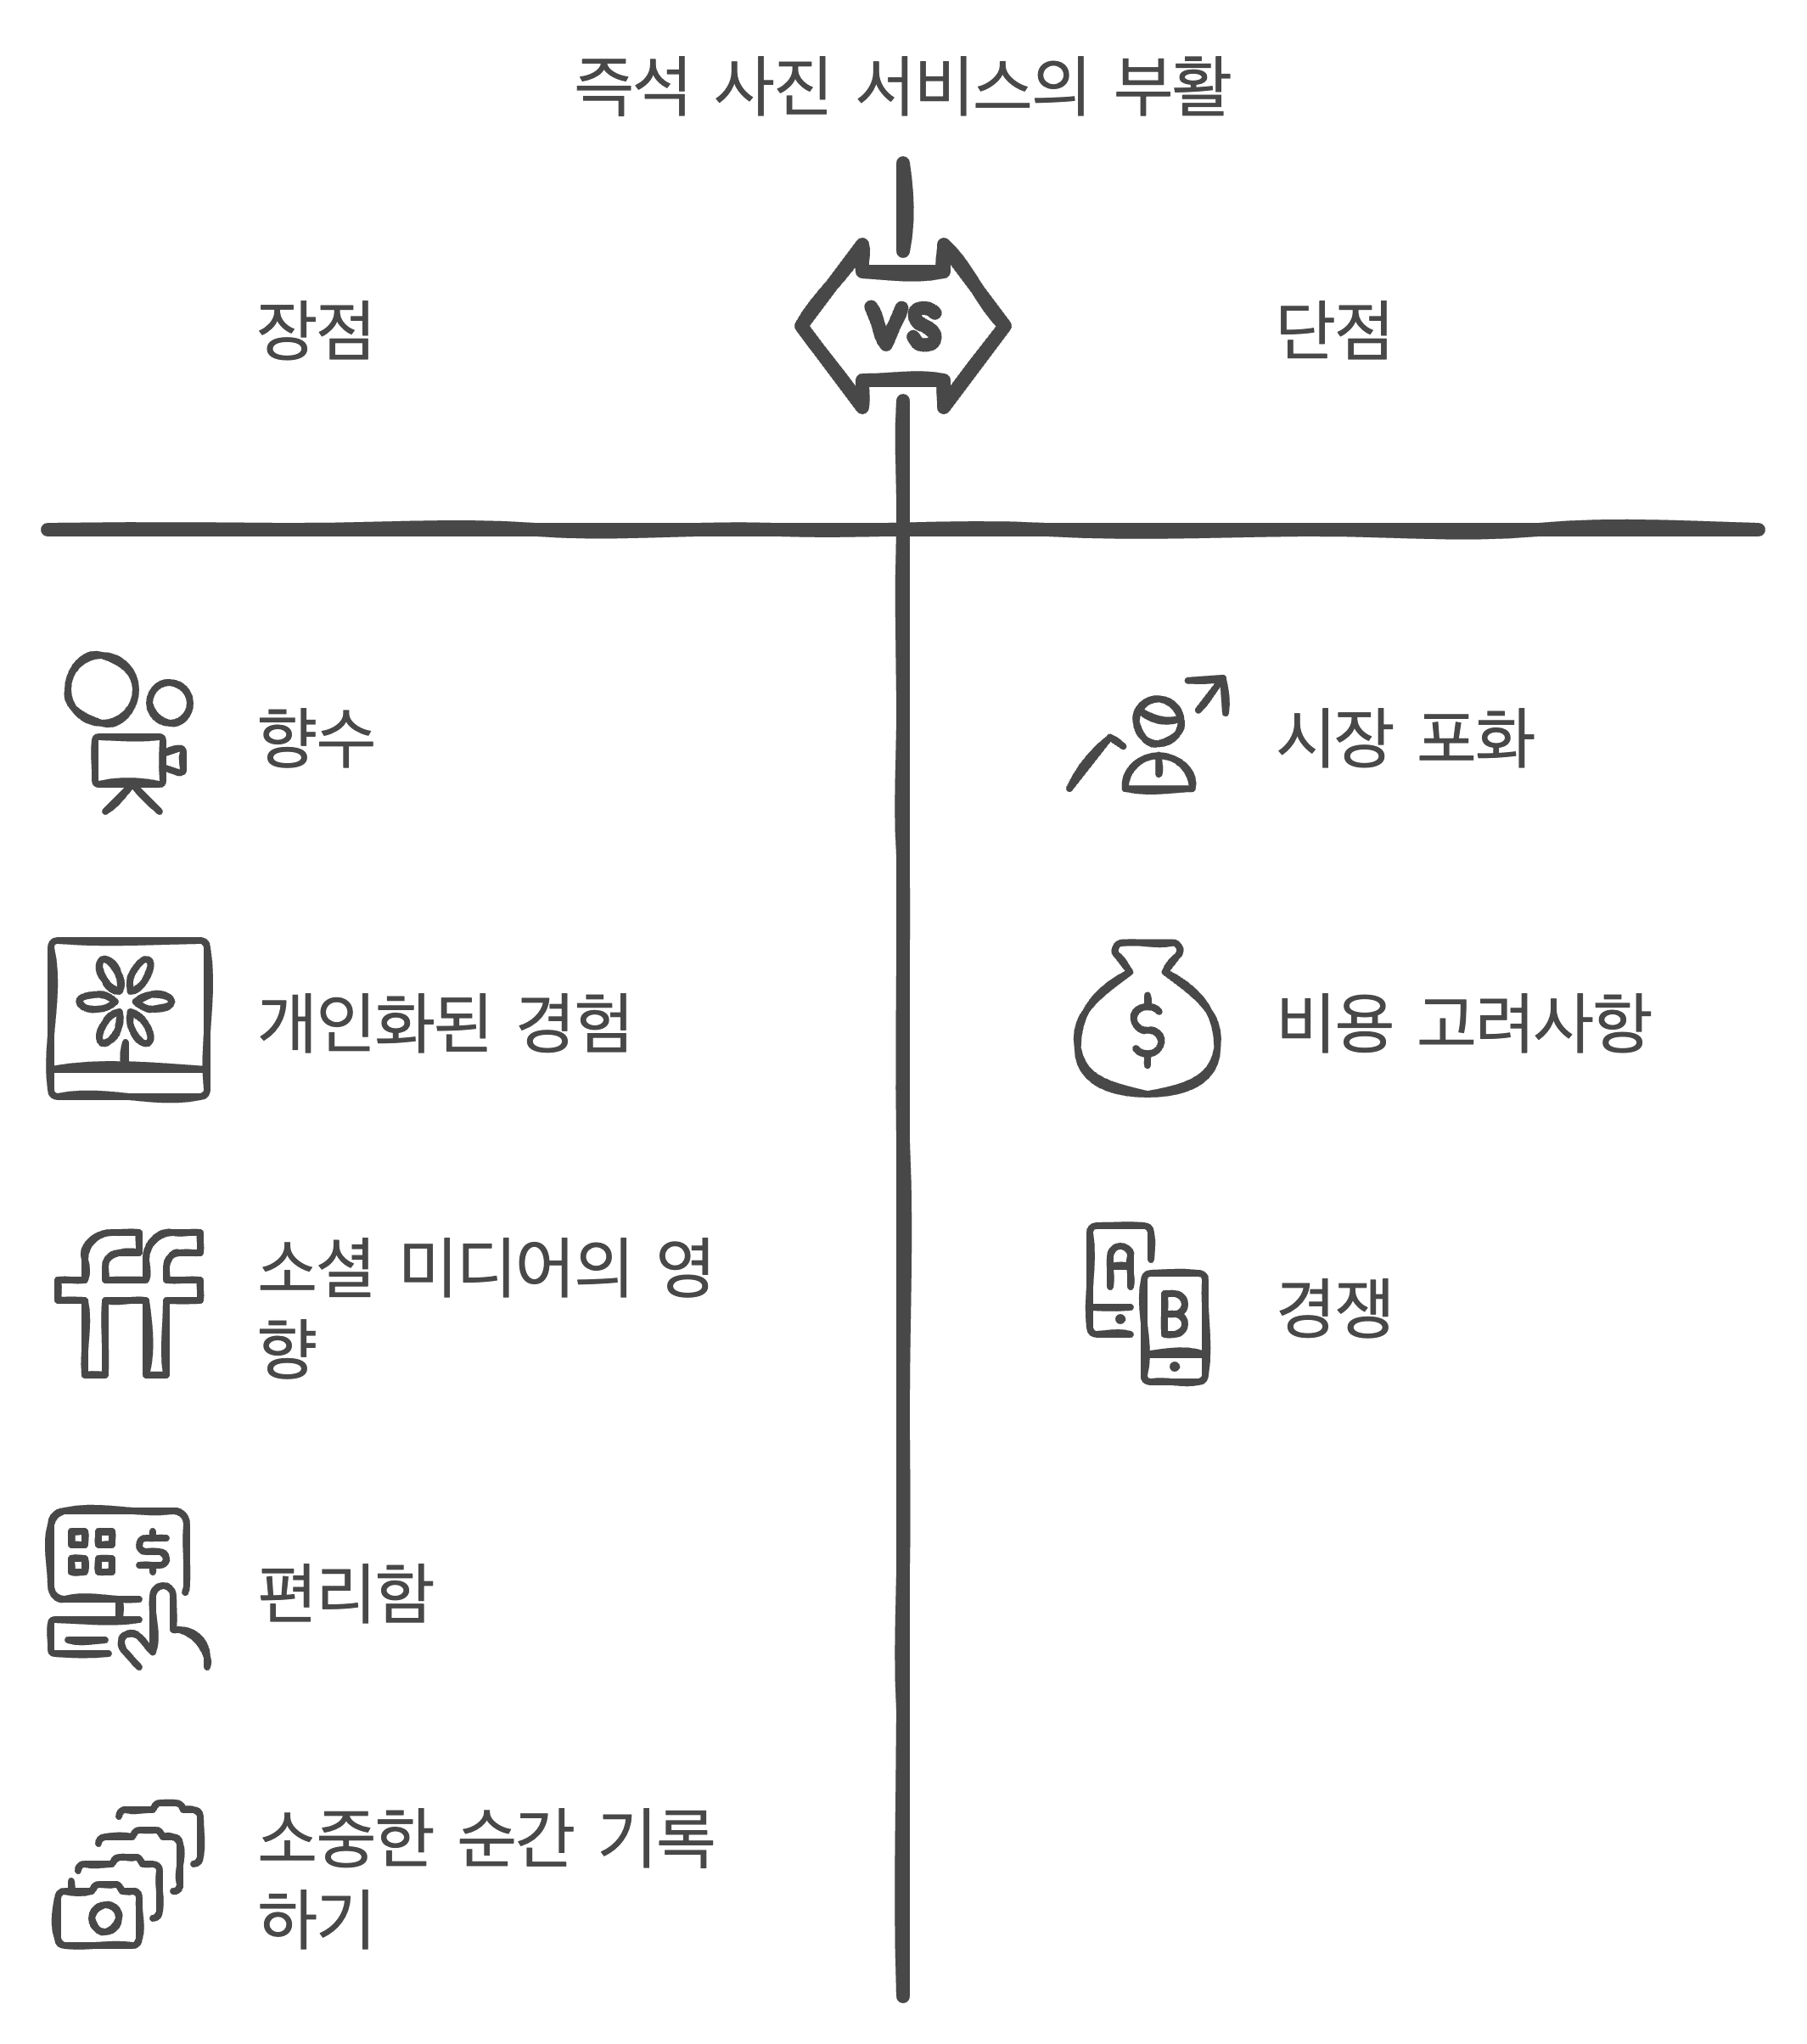 즉석 사진 서비스의 부활
장점
VS
단점
향수
시장 포화
개인화된 경험
$
비용 고려사항
소셜 미디어의 영
향
A
B
경쟁
$
편리함
소중한 순간 기록
하기